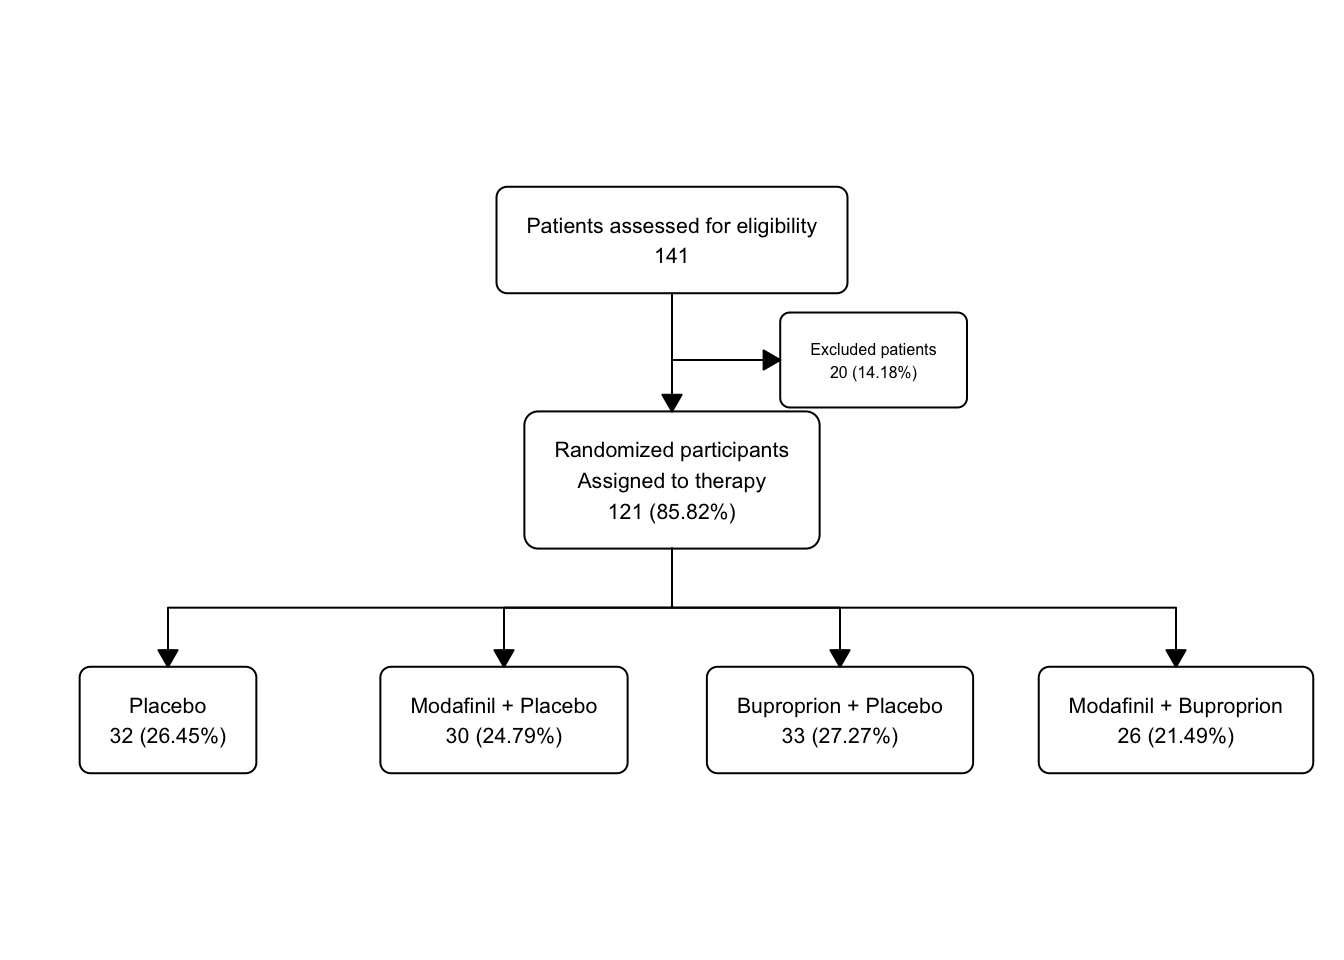 Patients assessed for eligibility
141
Excluded patients
20 (14.18%)
Randomized participants
Assigned to therapy
121 (85.82%)
Placebo
32 (26.45%)
Modafinil + Placebo
30 (24.79%)
Buproprion + Placebo
33 (27.27%)
Modafinil + Buproprion
26 (21.49%)